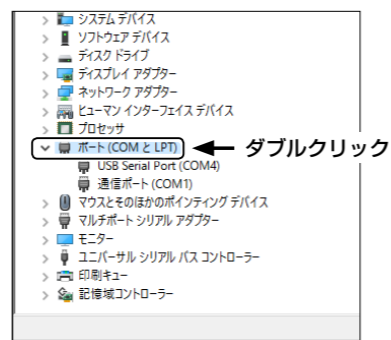 システム デバイス
ソフトウェア デバイス
ディスク ドライブ
ディスプレイ アダプター
ネットワーク アダプター
ヒューマン インターフェイス デバイス
プロセッサ
ポート (COM と LPT) ダブルクリック
USB Serial Port (COM4)
通信ポート (COM1)
マウスとそのほかのポインティング デバイス
マルチポート シリアル アダプター
モニター
ユニバーサル シリアル バス コントローラー
印刷キュー
記憶域コントローラー